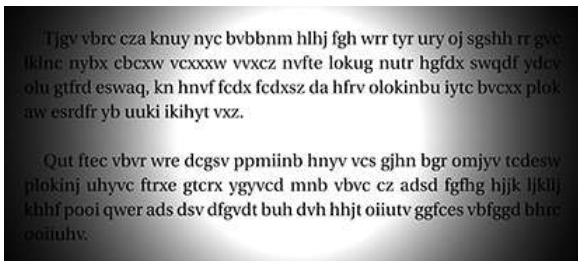 Tjgv vbrc cza knuy nyc bvbbnm hlhj fgh wrr tyr ury oj sgshh rr gvc
lklnc nybx cbcxw vcxxxw vvxcz nvfte lokug nutr hgfdx swqdf ydcv
olu gtfrd eswaq, kn hnvf fcdx fcdxsz da hfrv olokinbu iytc bvcxx plok
aw esrdfr yb uuki ikihyt vxz.
Qut ftec vbvr wre dcgsv ppmiinb hnyv vcs gjhn bgr omjyv tcdesw
plokinj uhyvc ftrxe gtcrx ygyvcd mnb vbvc cz adsd fgfhg hjjk ljklij
khhf pooi qwer ads dsv dfgvdt buh dvh hhjt oiiutv ggfces vbfggd bhrc
ooiiuhv.